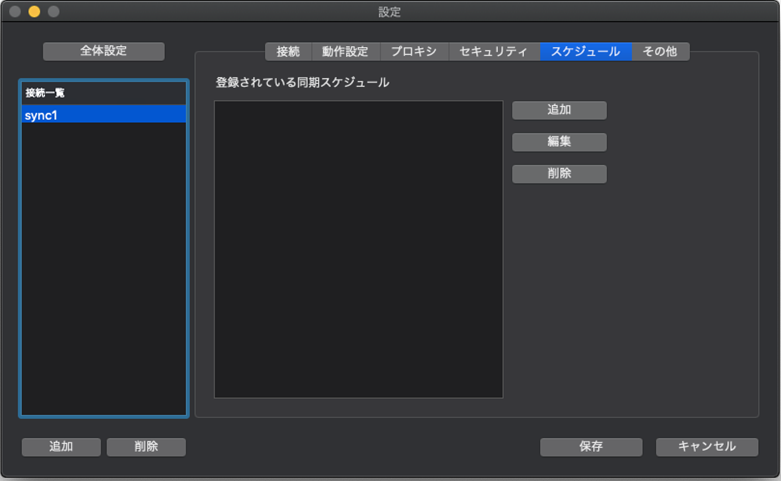 設定
全体設定
接続一覧
sync1
追加
削除
接続
動作設定
プロキシ
セキュリティ
スケジュール
その他
登録されている同期スケジュール
追加
編集
削除
保存
キャンセル